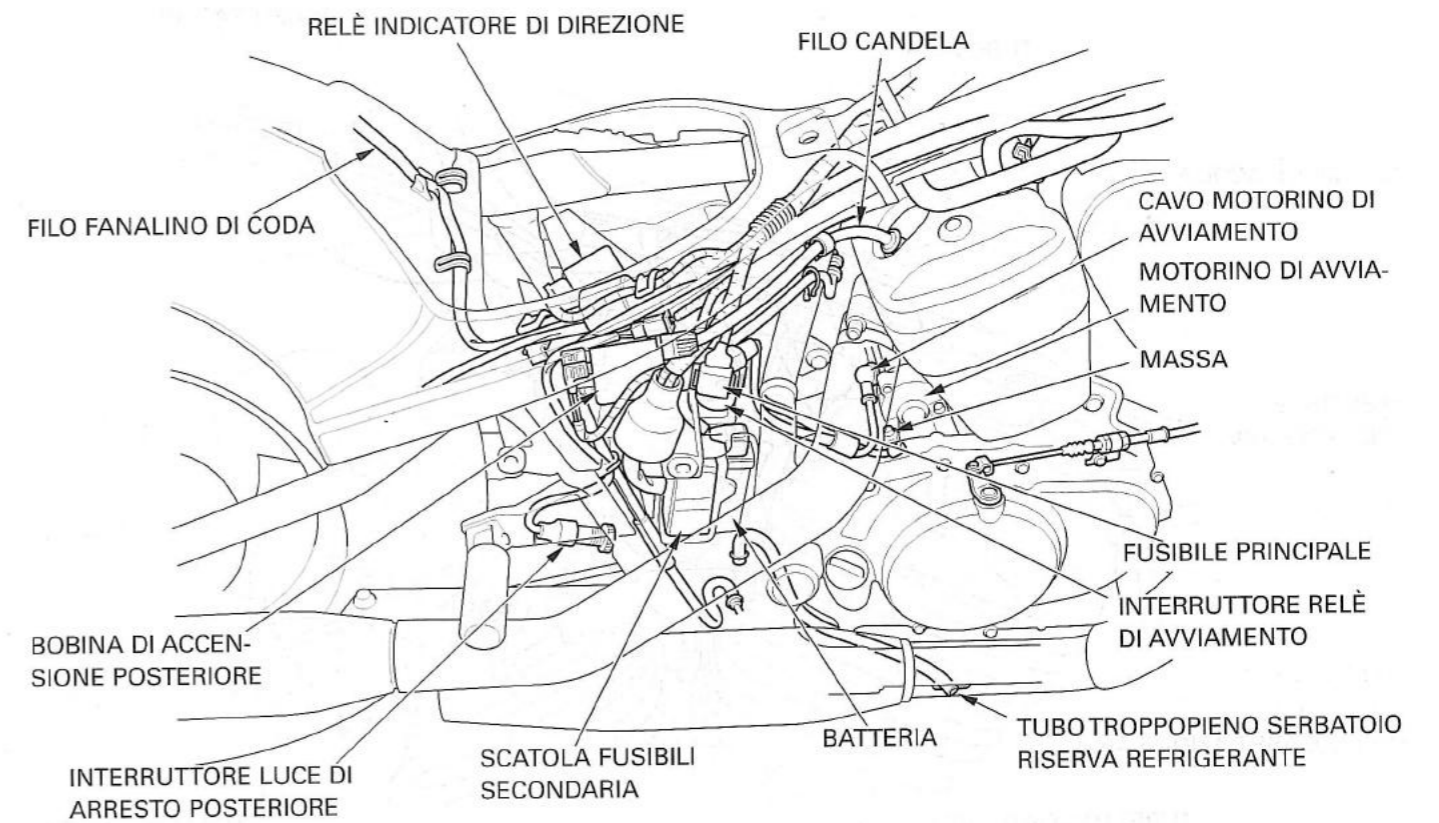 RELÈ INDICATORE DI DIREZIONE
FILO CANDELA
FILO FANALINO DI CODA
CAVO MOTORINO DI
AVVIAMENTO
MOTORINO DI AVVIA-
MENTO
MASSA
FUSIBILE PRINCIPALE
INTERRUTTORE RELÈ
DI AVVIAMENTO
BOBINA DI ACCEN-
SIONE POSTERIORE
BATTERIA
TUBO TROPPOPIENO SERBATOIO
RISERVA REFRIGERANTE
SCATOLA FUSIBILI
SECONDARIA
INTERRUTTORE LUCE DI
ARRESTO POSTERIORE